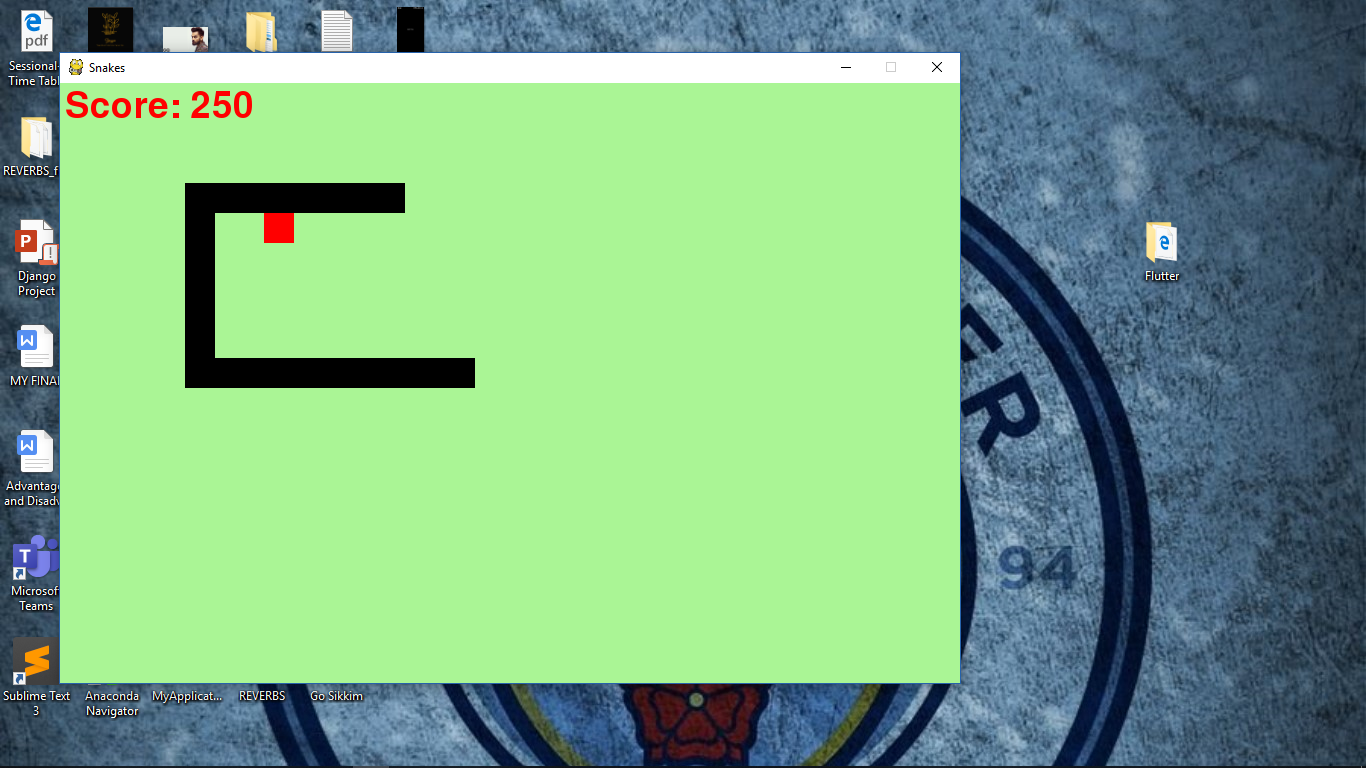 pdf
Sessional-
Time Tabl
Snakes
Score: 250
REVERBS_f
P
Django
Project
Flutter
W
MY FINAL
W
Advantag
and Disadv
T
Microsof
Teams
ER
94
Sublime Text
3
Anaconda
Navigator
MyApplicat...
REVERBS
Go Sikkim